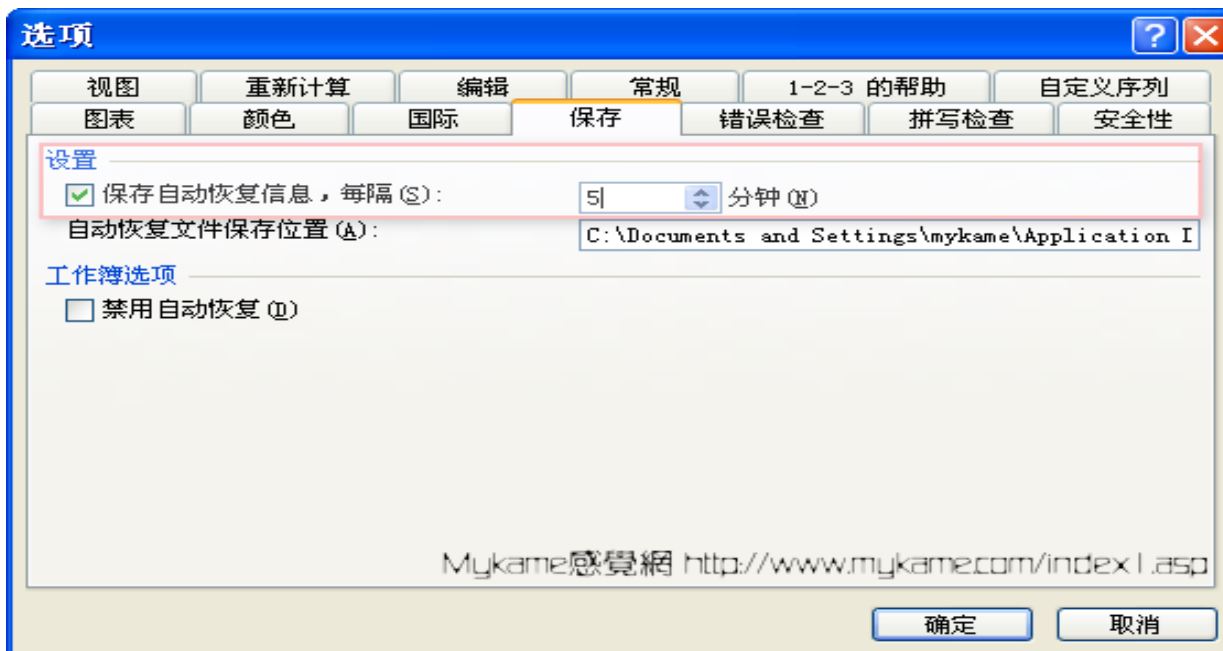 选项
视图 重新计算 编辑 常规 1-2-3 的帮助 自定义序列
图表 颜色 国际 保存 错误检查 拼写检查 安全性
设置
保存自动恢复信息，每隔(S): 5 分钟(N)
自动恢复文件保存位置(A): C:\Documents and Settings\mykame\Application D
工作簿选项
禁用自动恢复(D)
Mykame感覺網 http://www.mykame.com/index1.asp
确定 取消